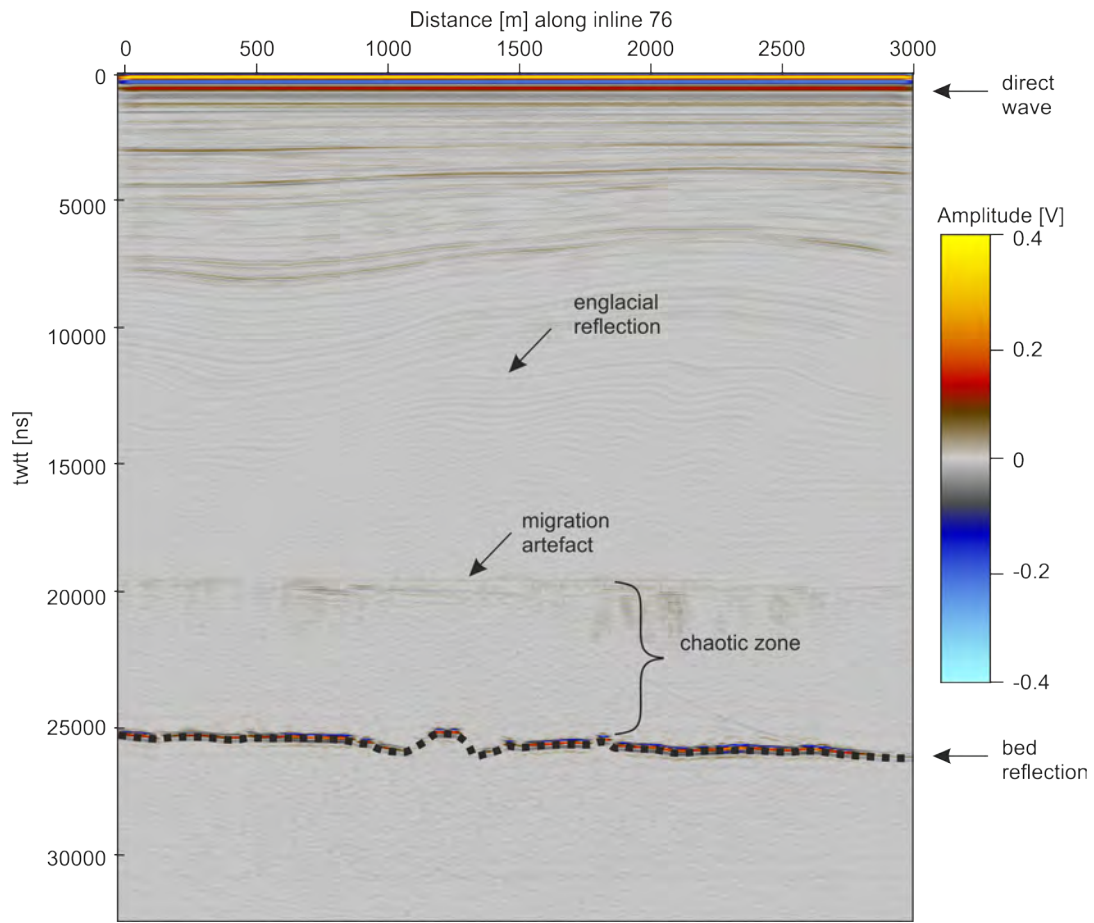 Distance [m] along inline 76
0 500 1000 1500 2000 2500 3000
0
direct
wave
5000
Amplitude [V]
0.4
englacial
reflection
10000
0.2
twtt [ns]
15000
0
migration
artefact
-0.2
20000
chaotic zone
-0.4
25000
bed
reflection
30000